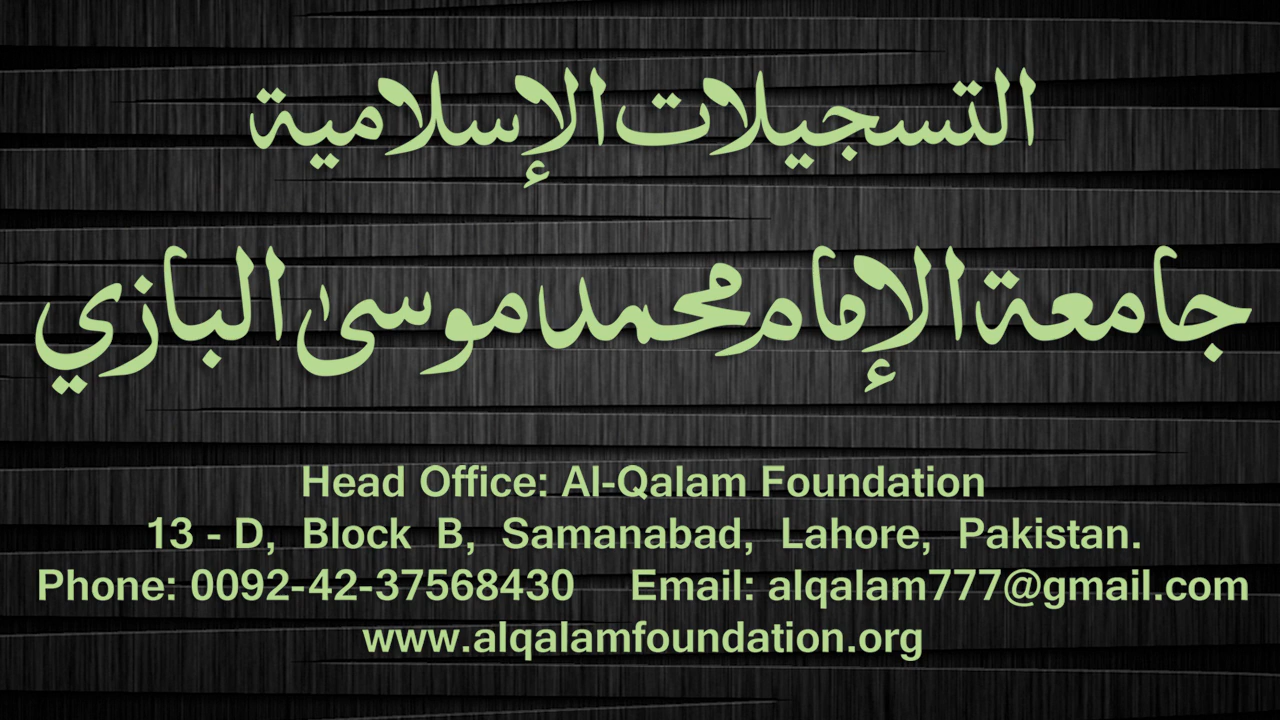 التسجيلات الإسلامية
جامعة الإمام محمد موسىٰ البازي
Head Office: Al-Qalam Foundation
13 - D, Block B, Samanabad, Lahore, Pakistan.
Phone: 0092-42-37568430 Email: alqalam777@gmail.com
www.alqalamfoundation.org